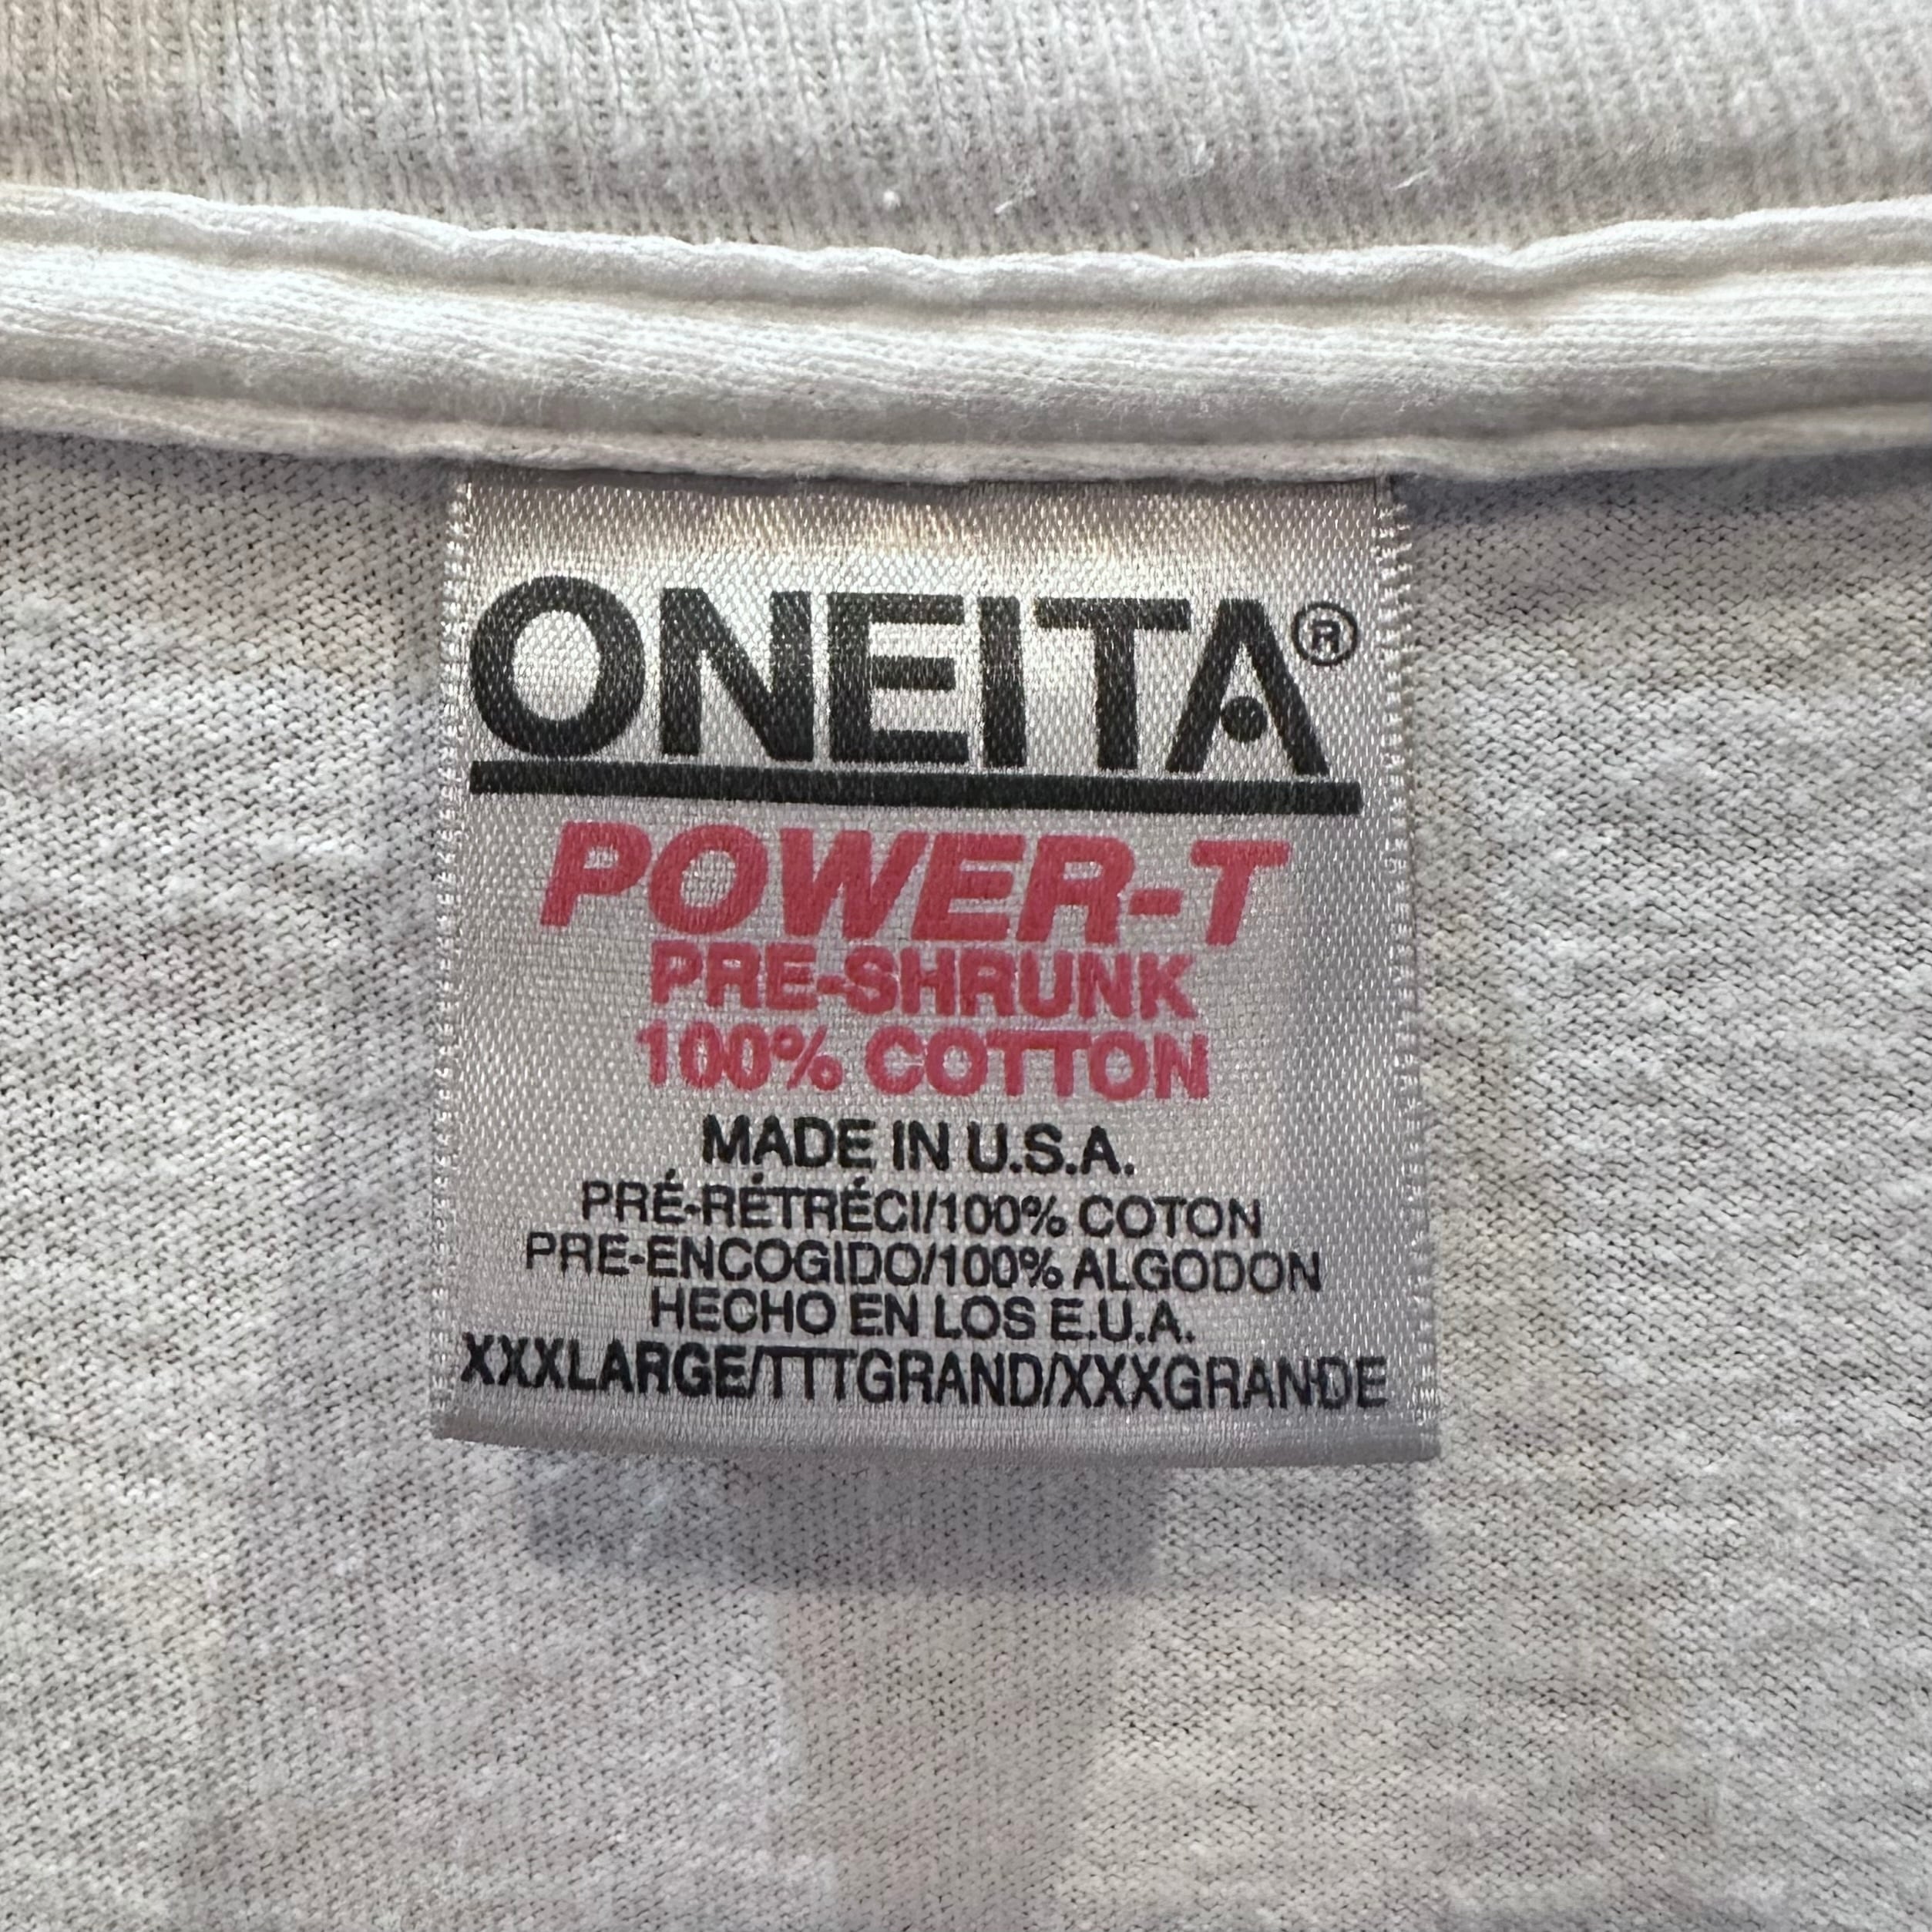 ONEITA®
POWER-T
PRE-SHRUNK
100% COTTON
MADE IN U.S.A.
PRÉ-RÉTRÉCI/100% COTON
PRE-ENCOGIDO/100% ALGODON
HECHO EN LOS E.U.A.
XXXLARGE/TTTGRAND/XXXGRANDE